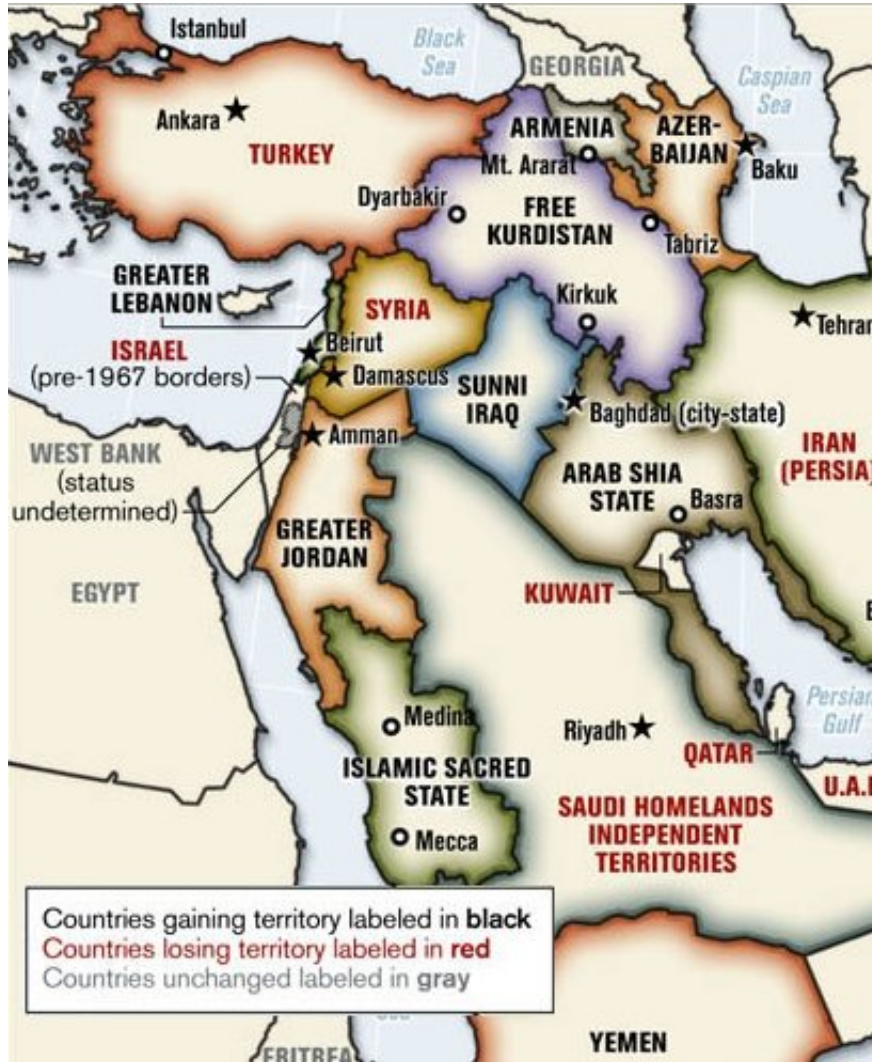 Istanbul
Black
Sea
GEORGIA
Caspian
Sea
Ankara
TURKEY
ARMENIA
AZER-
BAIJAN
Mt. Ararat
Baku
Dyarbakir
FREE
KURDISTAN
Tabriz
GREATER
LEBANON
SYRIA
Kirkuk
Tehran
ISRAEL
(pre-1967 borders)
Beirut
Damascus
SUNNI
IRAQ
Baghdad (city-state)
WEST BANK
(status
undetermined)
Amman
IRAN
(PERSIA)
ARAB SHIA
STATE
Basra
GREATER
JORDAN
EGYPT
KUWAIT
Persian
Gulf
Medina
Riyadh
QATAR
ISLAMIC SACRED
STATE
U.A.
SAUDI HOMELANDS
INDEPENDENT
TERRITORIES
Mecca
Countries gaining territory labeled in black
Countries losing territory labeled in red
Countries unchanged labeled in gray
YEMEN
ERITREA